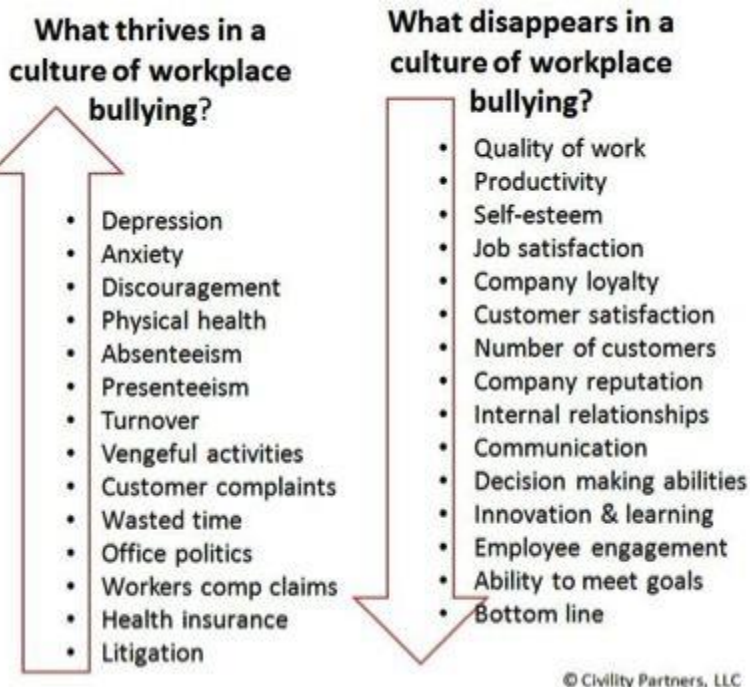 What thrives in a
culture of workplace
bullying?
• Depression
• Anxiety
• Discouragement
• Physical health
• Absenteeism
• Presenteeism
• Turnover
• Vengeful activities
• Customer complaints
• Wasted time
• Office politics
• Workers comp claims
• Health insurance
• Litigation
What disappears in a
culture of workplace
bullying?
• Quality of work
• Productivity
• Self-esteem
• Job satisfaction
• Company loyalty
• Customer satisfaction
• Number of customers
• Company reputation
• Internal relationships
• Communication
• Decision making abilities
• Innovation & learning
• Employee engagement
• Ability to meet goals
• Bottom line
© Civility Partners, LLC